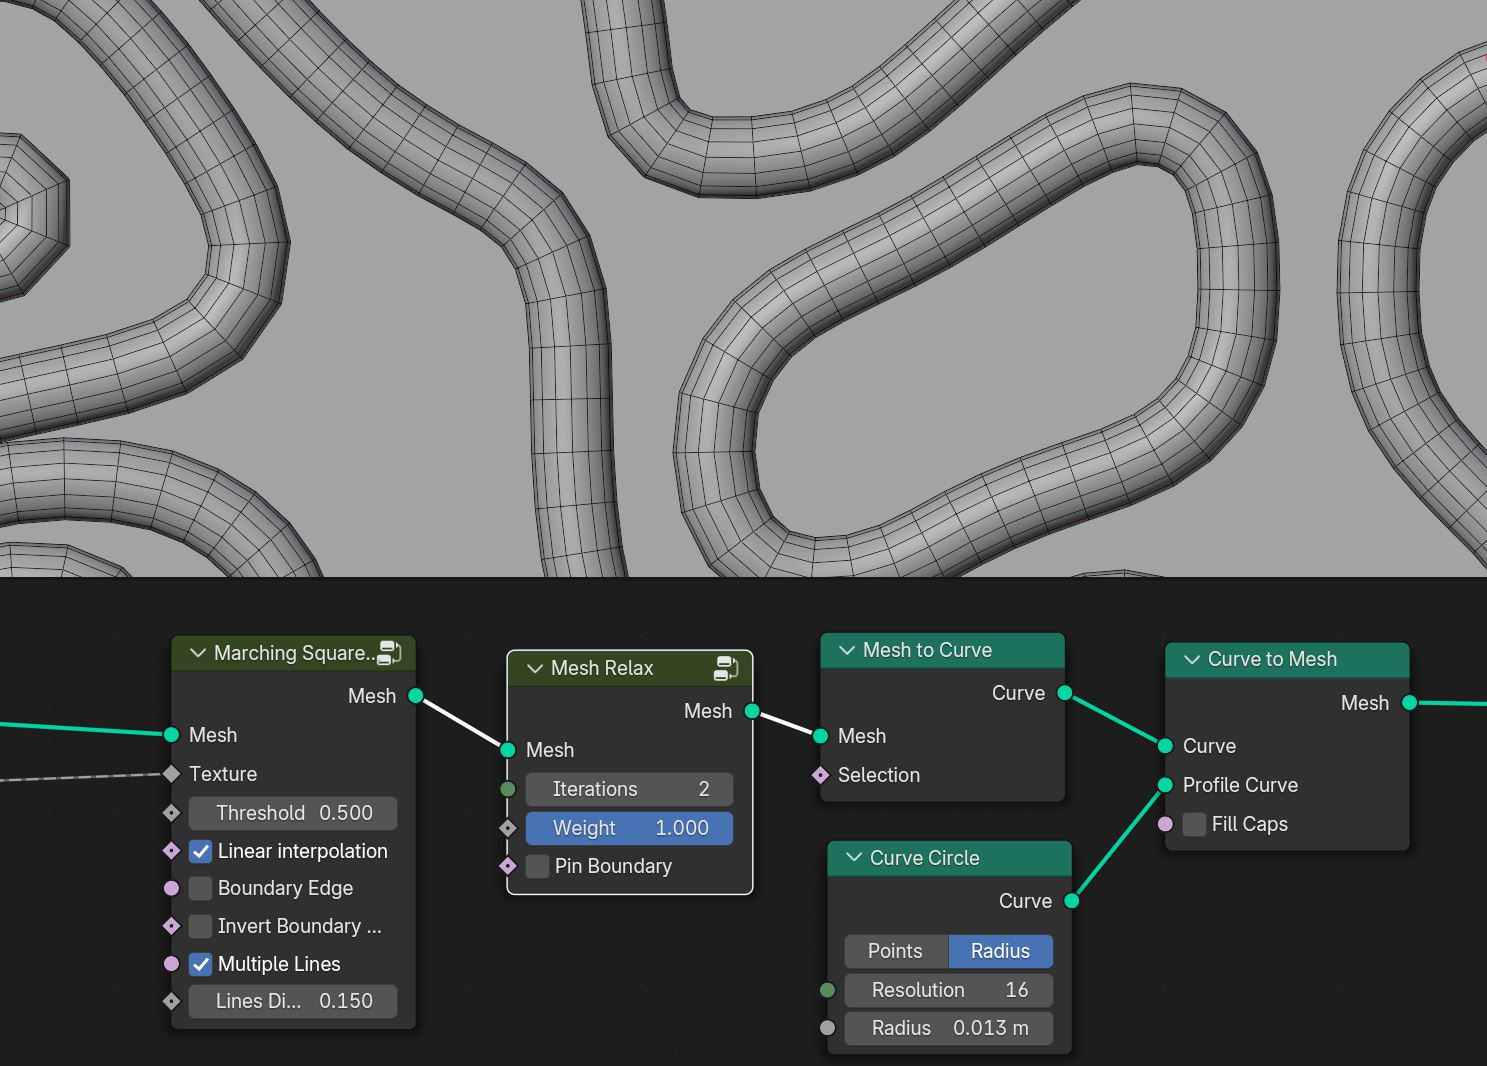 Marching Square...
Mesh
Mesh
Texture
Threshold 0.500
Linear interpolation
Boundary Edge
Invert Boundary ...
Multiple Lines
Lines Di... 0.150
Mesh Relax
Mesh
Mesh
Iterations 2
Weight 1.000
Pin Boundary
Mesh to Curve
Curve
Mesh
Selection
Curve Circle
Curve
Points Radius
Resolution 16
Radius 0.013 m
Curve to Mesh
Mesh
Curve
Profile Curve
Fill Caps